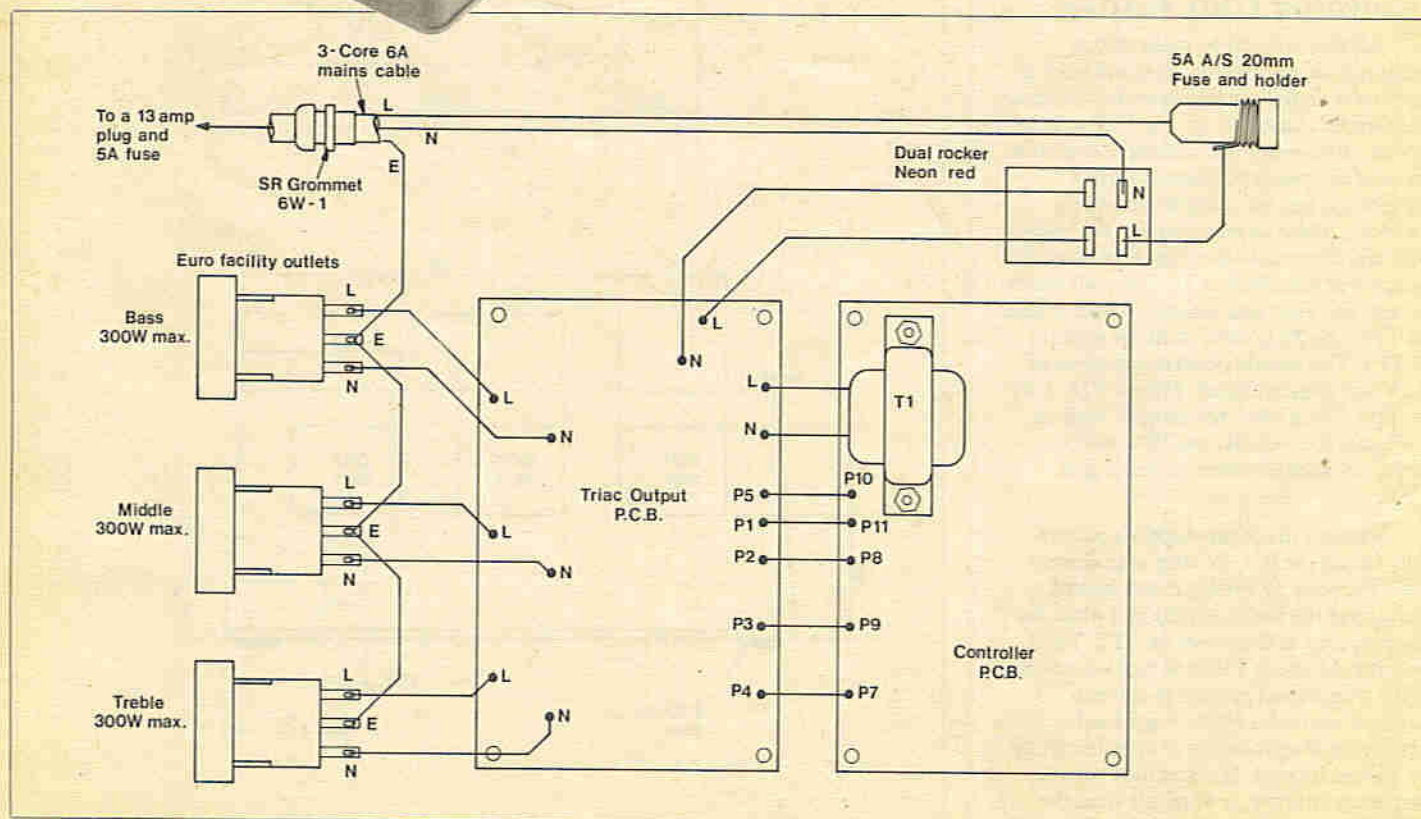 3-Core 6A
mains cable
5A A/S 20mm
Fuse and holder
To a 13 amp
plug and
5A fuse
L
N
E
SR Grommet
6W-1
Dual rocker
Neon red
N
L
Euro facility outlets
Bass
300W max.
L
E
N
L
N
L
N
L
N
T1
Middle
300W max.
L
E
N
L
N
Triac Output
P.C.B.
P5
P10
P1
P11
P2
P8
P3
P9
P4
P7
Controller
P.C.B.
Treble
300W max.
L
E
N
L
N